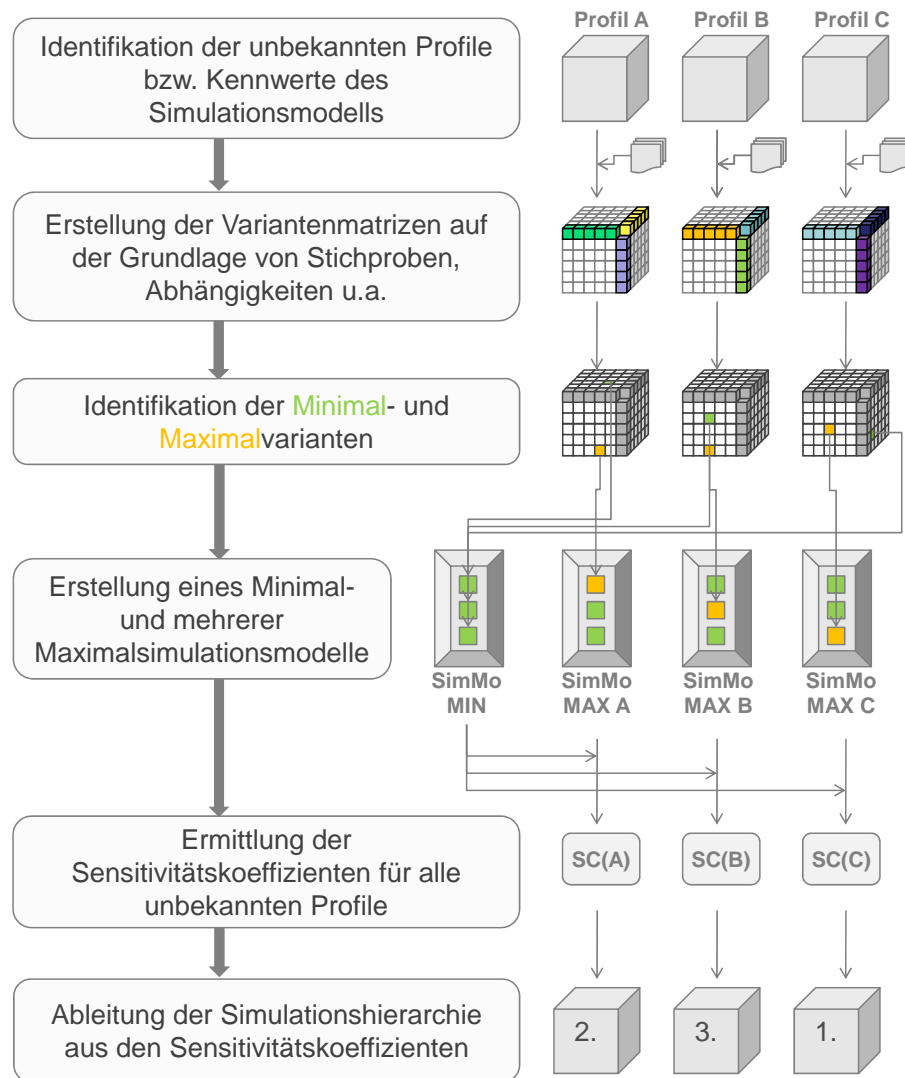 Profil A
Profil B
Profil C
Identifikation der unbekannten Profile
bzw. Kennwerte des
Simulationsmodells
Erstellung der Variantenmatrizen auf
der Grundlage von Stichproben,
Abhängigkeiten u.a.
Identifikation der Minimal- und
Maximalvarianten
Erstellung eines Minimal-
und mehrerer
Maximalsimulationsmodelle
SimMo
MIN
SimMo
MAX A
SimMo
MAX B
SimMo
MAX C
Ermittlung der
Sensitivitätskoeffizienten für alle
unbekannten Profile
SC(A)
SC(B)
SC(C)
Ableitung der Simulationshierarchie
aus den Sensitivitätskoeffizienten
2.
3.
1.